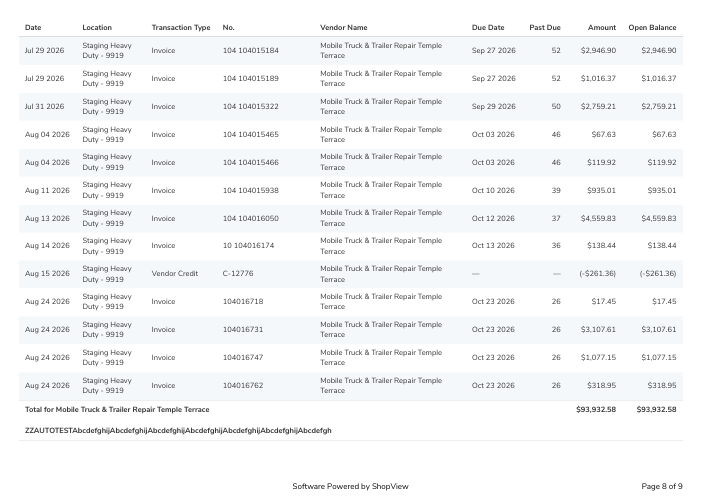 Date Location Transaction Type No. Vendor Name Due Date Past Due Amount Open Balance
Jul 29 2026 Staging Heavy Duty - 9919 Invoice 104 104015184 Mobile Truck & Trailer Repair Temple Terrace Sep 27 2026 52 $2,946.90 $2,946.90
Jul 29 2026 Staging Heavy Duty - 9919 Invoice 104 104015189 Mobile Truck & Trailer Repair Temple Terrace Sep 27 2026 52 $1,016.37 $1,016.37
Jul 31 2026 Staging Heavy Duty - 9919 Invoice 104 104015322 Mobile Truck & Trailer Repair Temple Terrace Sep 29 2026 50 $2,759.21 $2,759.21
Aug 04 2026 Staging Heavy Duty - 9919 Invoice 104 104015465 Mobile Truck & Trailer Repair Temple Terrace Oct 03 2026 46 $67.63 $67.63
Aug 04 2026 Staging Heavy Duty - 9919 Invoice 104 104015466 Mobile Truck & Trailer Repair Temple Terrace Oct 03 2026 46 $119.92 $119.92
Aug 11 2026 Staging Heavy Duty - 9919 Invoice 104 104015938 Mobile Truck & Trailer Repair Temple Terrace Oct 10 2026 39 $935.01 $935.01
Aug 13 2026 Staging Heavy Duty - 9919 Invoice 104 104016050 Mobile Truck & Trailer Repair Temple Terrace Oct 12 2026 37 $4,559.83 $4,559.83
Aug 14 2026 Staging Heavy Duty - 9919 Invoice 10 104016174 Mobile Truck & Trailer Repair Temple Terrace Oct 13 2026 36 $138.44 $138.44
Aug 15 2026 Staging Heavy Duty - 9919 Vendor Credit C-12776 Mobile Truck & Trailer Repair Temple Terrace — — (-$261.36) (-$261.36)
Aug 24 2026 Staging Heavy Duty - 9919 Invoice 104016718 Mobile Truck & Trailer Repair Temple Terrace Oct 23 2026 26 $17.45 $17.45
Aug 24 2026 Staging Heavy Duty - 9919 Invoice 104016731 Mobile Truck & Trailer Repair Temple Terrace Oct 23 2026 26 $3,107.61 $3,107.61
Aug 24 2026 Staging Heavy Duty - 9919 Invoice 104016747 Mobile Truck & Trailer Repair Temple Terrace Oct 23 2026 26 $1,077.15 $1,077.15
Aug 24 2026 Staging Heavy Duty - 9919 Invoice 104016762 Mobile Truck & Trailer Repair Temple Terrace Oct 23 2026 26 $318.95 $318.95
Total for Mobile Truck & Trailer Repair Temple Terrace $93,932.58 $93,932.58
ZZAUTOTESTAbcdefghijAbcdefghijAbcdefghijAbcdefghijAbcdefghijAbcdefghijAbcdefgh
Software Powered by ShopView Page 8 of 9